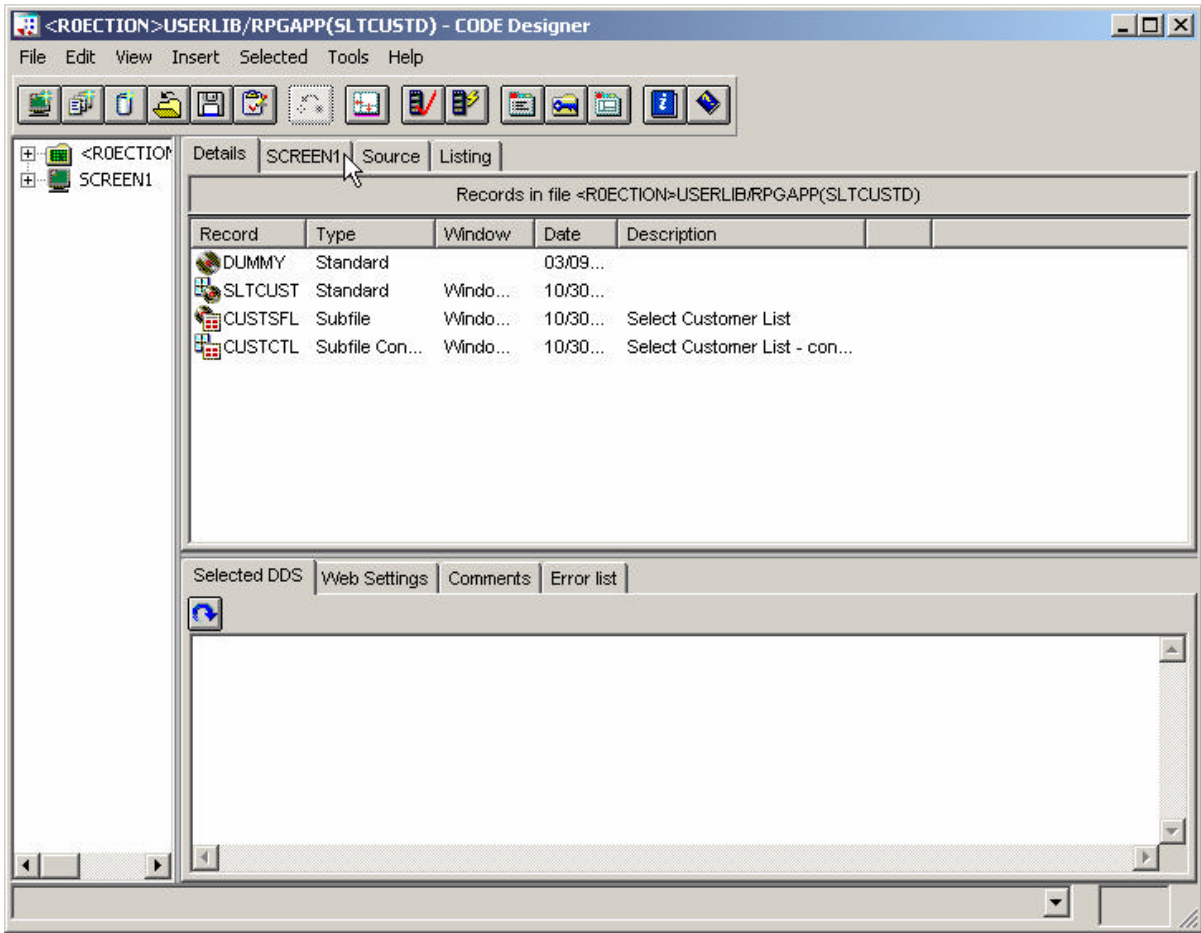 <R0ECTION>USERLIB/RPGAPP(SLTCUSTD) - CODE Designer
File Edit View Insert Selected Tools Help
<R0ECTION
SCREEN1
Details SCREEN1 Source Listing
Records in file <R0ECTION>USERLIB/RPGAPP(SLTCUSTD)
Record Type Window Date Description
DUMMY Standard 03/09...
SLTCUST Standard Windo... 10/30...
CUSTSFL Subfile Windo... 10/30... Select Customer List
CUSTCTL Subfile Con... Windo... 10/30... Select Customer List - con...
Selected DDS Web Settings Comments Error list